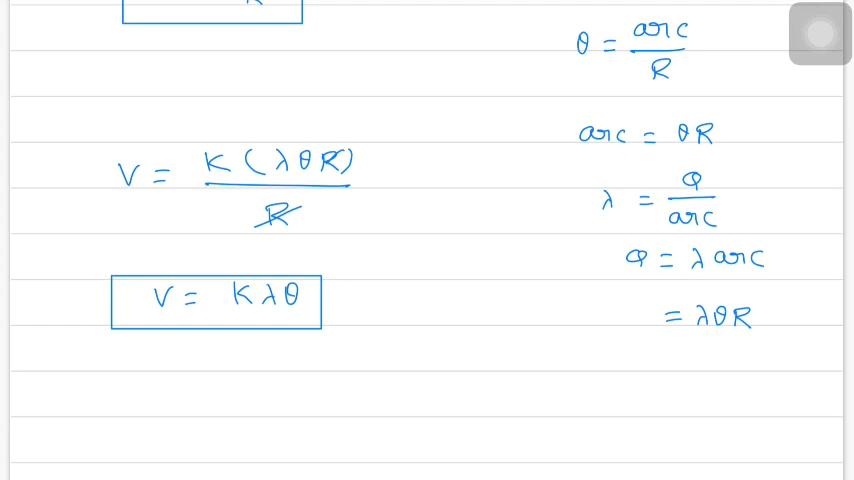 θ = arc / R
arc = θR
V = K(λθR) / R
λ = Q / arc
Q = λ arc
V = Kλθ
= λθR